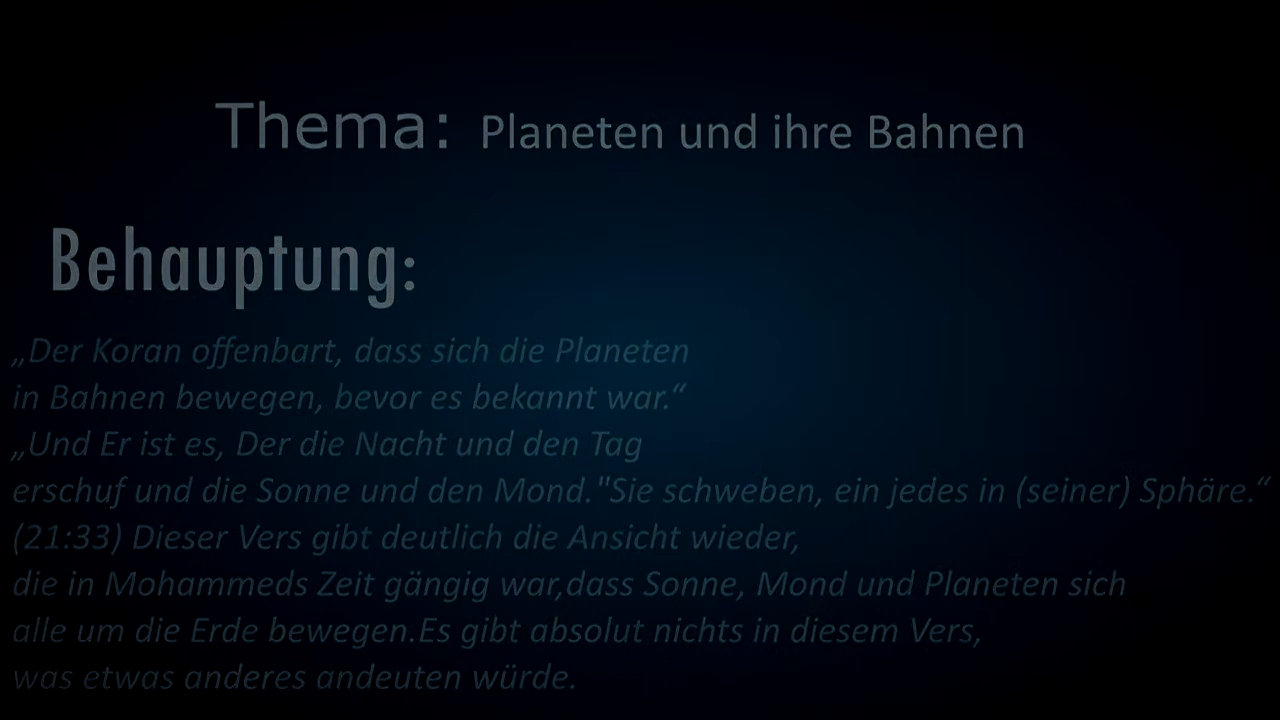 Thema: Planeten und ihre Bahnen
Behauptung:
„Der Koran offenbart, dass sich die Planeten
in Bahnen bewegen, bevor es bekannt war.“
„Und Er ist es, Der die Nacht und den Tag
erschuf und die Sonne und den Mond."Sie schweben, ein jedes in (seiner) Sphäre.“
(21:33) Dieser Vers gibt deutlich die Ansicht wieder,
die in Mohammeds Zeit gängig war,dass Sonne, Mond und Planeten sich
alle um die Erde bewegen.Es gibt absolut nichts in diesem Vers,
was etwas anderes andeuten würde.